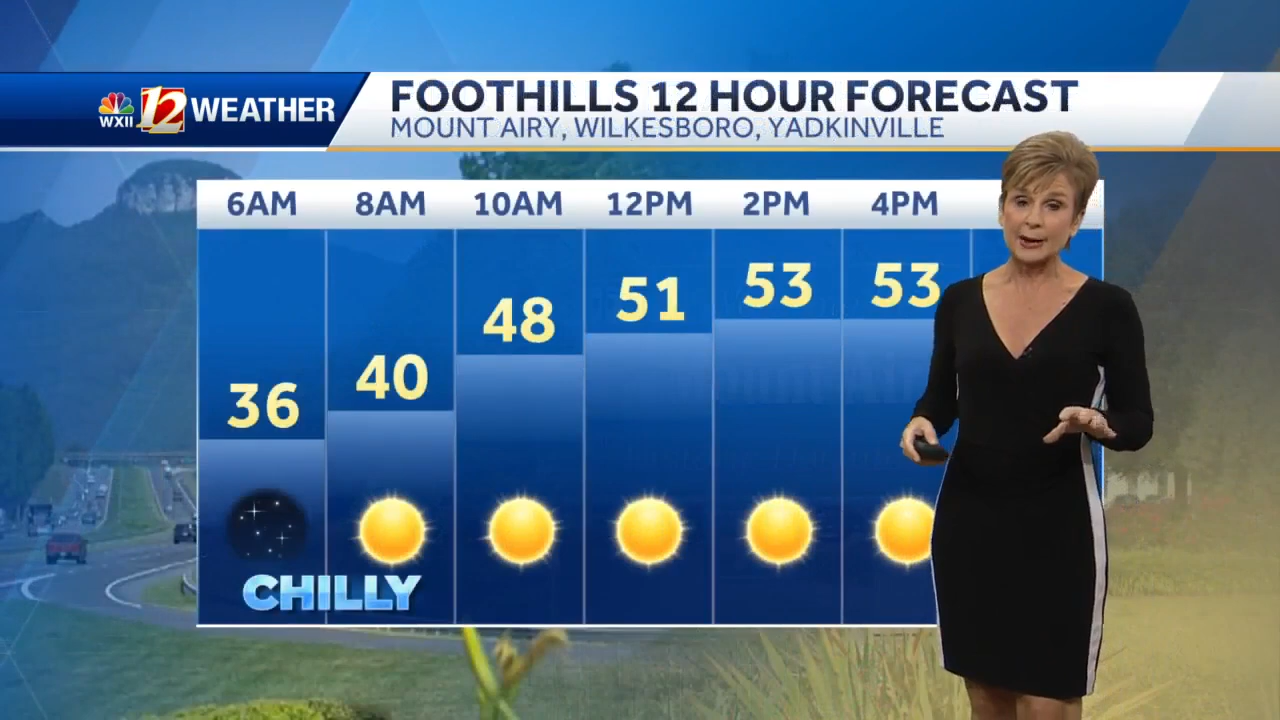 WXII 12 WEATHER
FOOTHILLS 12 HOUR FORECAST
MOUNT AIRY, WILKESBORO, YADKINVILLE
6AM 8AM 10AM 12PM 2PM 4PM
36 40 48 51 53 53
CHILLY